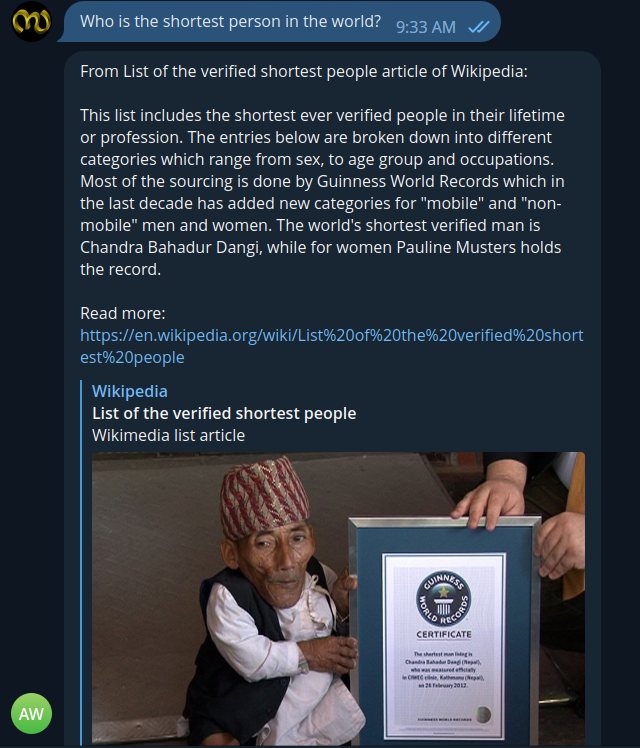 Who is the shortest person in the world?
9:33 AM
From List of the verified shortest people article of Wikipedia:
This list includes the shortest ever verified people in their lifetime
or profession. The entries below are broken down into different
categories which range from sex, to age group and occupations.
Most of the sourcing is done by Guinness World Records which in
the last decade has added new categories for "mobile" and "non-
mobile" men and women. The world's shortest verified man is
Chandra Bahadur Dangi, while for women Pauline Musters holds
the record.
Read more:
https://en.wikipedia.org/wiki/List%20of%20the%20verified%20short
est%20people
Wikipedia
List of the verified shortest people
Wikimedia list article
GUINNESS
WORLD RECORDS
CERTIFICATE
The shortest man living is
Chandra Bahadur Dangi (Nepal),
who was measured officially
in CIWEC clinic, Kathmandu (Nepal),
on 26 February 2012.
GUINNESS WORLD RECORDS
AW